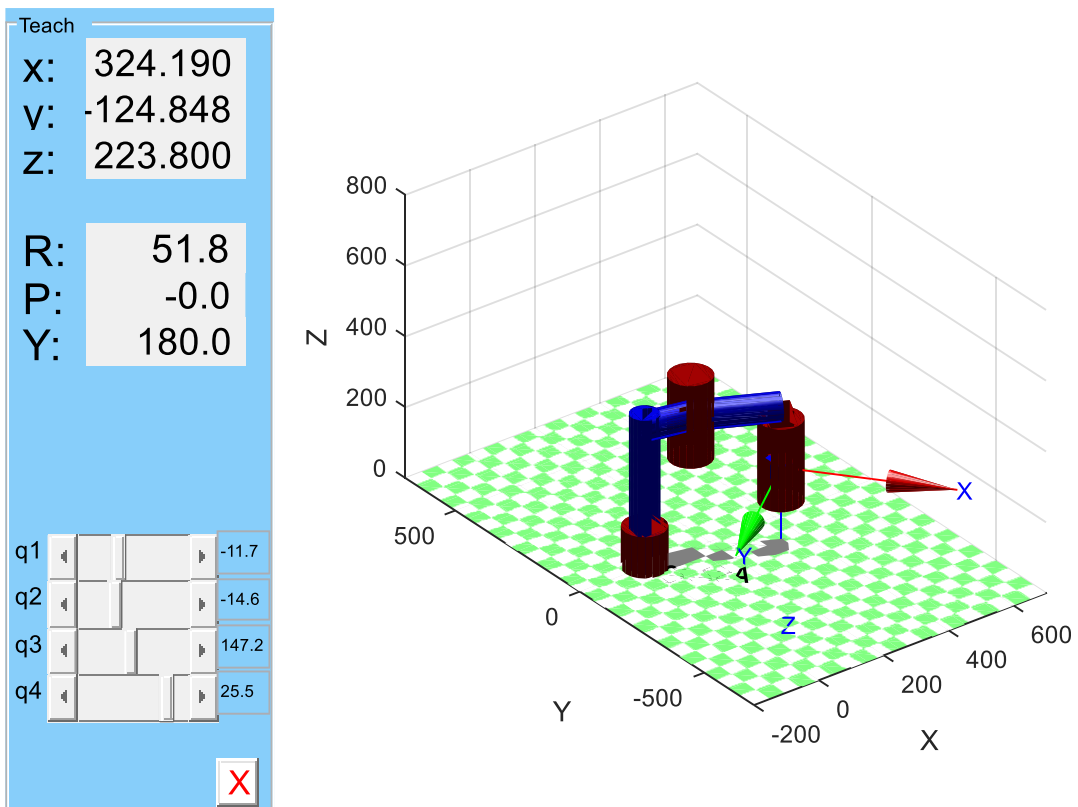 Teach
x: 324.190
y: -124.848
z: 223.800
R: 51.8
P: -0.0
Y: 180.0
q1 -11.7
q2 -14.6
q3 147.2
q4 25.5
X
800
600
400
200
0
Z
500
0
-500
Y
-200
0
200
400
600
X
X
Y
Z